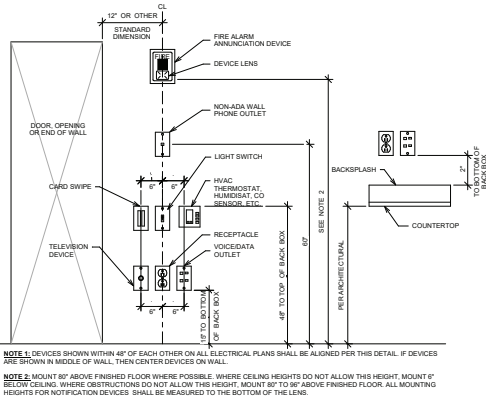 CL
12" OR OTHER
STANDARD
DIMENSION
FIRE ALARM
ANNUNCIATION DEVICE
FIRE
DEVICE LENS
DOOR, OPENING
OR END OF WALL
NON-ADA WALL
PHONE OUTLET
LIGHT SWITCH
6" 6"
CARD SWIPE
HVAC
THERMOSTAT,
HUMIDISAT, CO
SENSOR, ETC.
RECEPTACLE
VOICE/DATA
OUTLET
TELEVISION
DEVICE
6" 6"
TO BOTTOM
OF BACK BOX
48" TO TOP OF BACK BOX
60"
SEE NOTE 2
PER ARCHITECTURAL
BACKSPLASH
COUNTERTOP
2"
TO BOTTOM OF
BACK BOX
NOTE 1: DEVICES SHOWN WITHIN 48" OF EACH OTHER ON ALL ELECTRICAL PLANS SHALL BE ALIGNED PER THIS DETAIL. IF DEVICES
ARE SHOWN IN MIDDLE OF WALL, THEN CENTER DEVICES ON WALL.
NOTE 2: MOUNT 80" ABOVE FINISHED FLOOR WHERE POSSIBLE. WHERE CEILING HEIGHTS DO NOT ALLOW THIS HEIGHT, MOUNT 6"
BELOW CEILING. WHERE OBSTRUCTIONS DO NOT ALLOW THIS HEIGHT, MOUNT 80" TO 96" ABOVE FINISHED FLOOR. ALL MOUNTING
HEIGHTS FOR NOTIFICATION DEVICES SHALL BE MEASURED TO THE BOTTOM OF THE LENS.